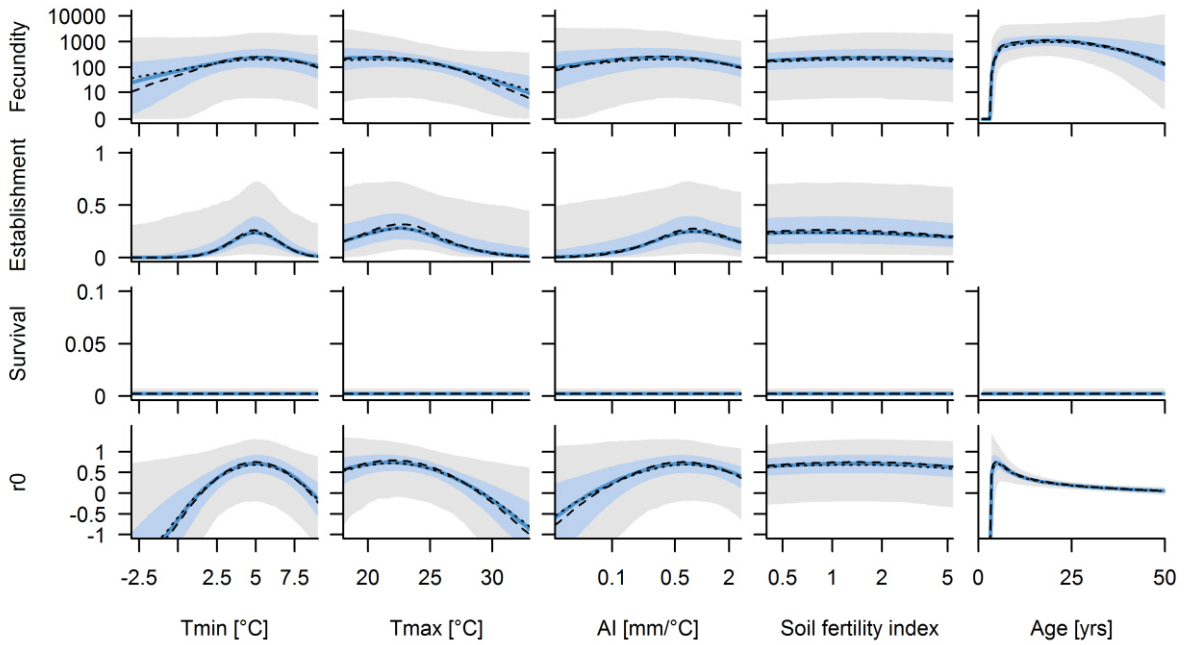 Fecundity
10000
1000
100
10
0
Establishment
1
0.5
0
Survival
0.1
0.05
0
r0
1
0.5
0
-0.5
-1
-2.5 2.5 5 7.5 20 25 30 0.1 0.5 2 0.5 1 2 5 0 25 50
Tmin [°C] Tmax [°C] AI [mm/°C] Soil fertility index Age [yrs]